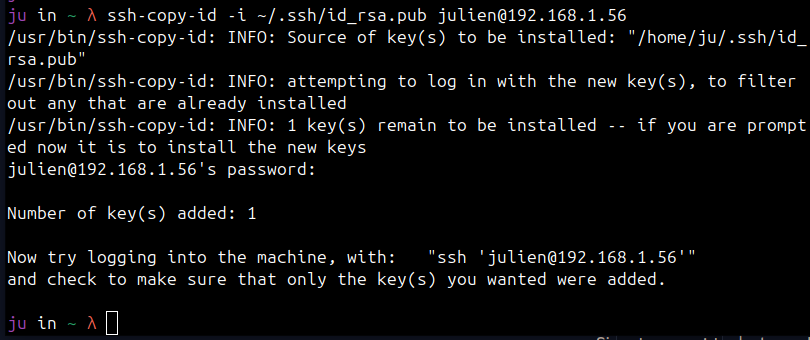 ju in ~ λ ssh-copy-id -i ~/.ssh/id_rsa.pub julien@192.168.1.56
/usr/bin/ssh-copy-id: INFO: Source of key(s) to be installed: "/home/ju/.ssh/id_
rsa.pub"
/usr/bin/ssh-copy-id: INFO: attempting to log in with the new key(s), to filter
out any that are already installed
/usr/bin/ssh-copy-id: INFO: 1 key(s) remain to be installed -- if you are prompt
ed now it is to install the new keys
julien@192.168.1.56's password:

Number of key(s) added: 1

Now try logging into the machine, with:   "ssh 'julien@192.168.1.56'"
and check to make sure that only the key(s) you wanted were added.

ju in ~ λ